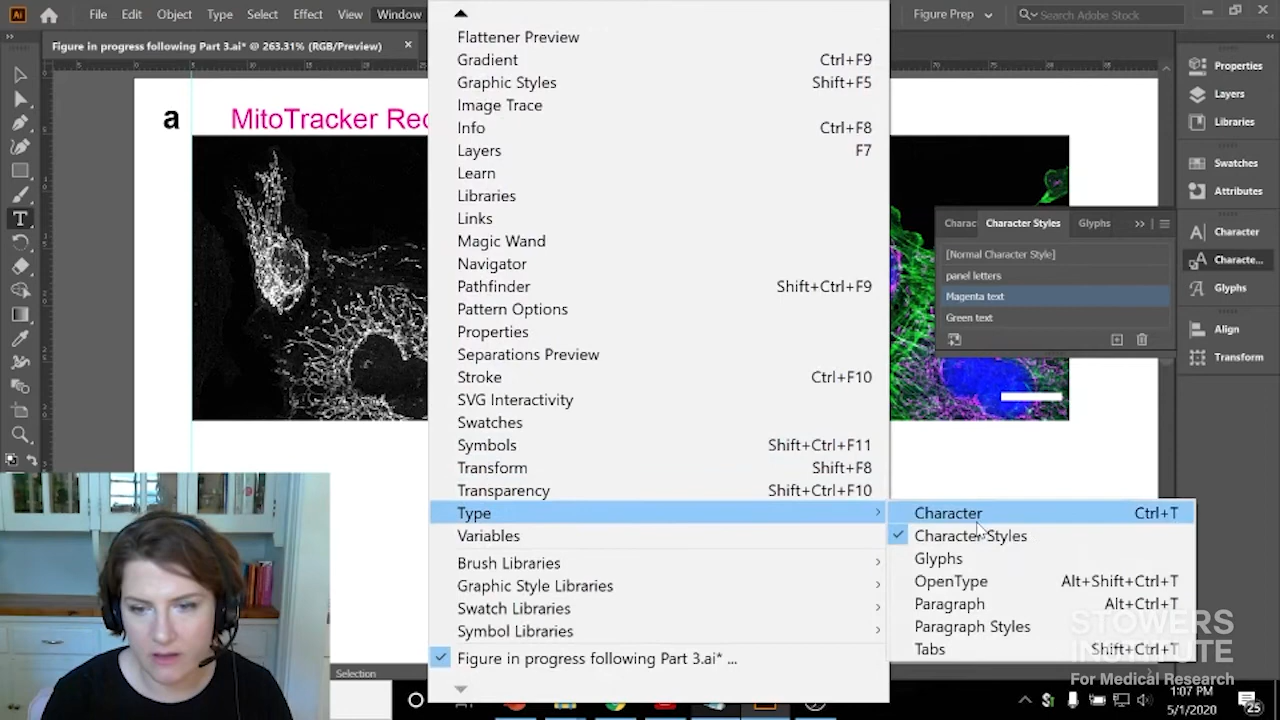 Ai File Edit Object Type Select Effect View Window Figure Prep Search Adobe Stock
Figure in progress following Part 3.ai* @ 263.31% (RGB/Preview)
a MitoTracker Red
Flattener Preview
Gradient Ctrl+F9
Graphic Styles Shift+F5
Image Trace
Info Ctrl+F8
Layers F7
Learn
Libraries
Links
Magic Wand
Navigator
Pathfinder Shift+Ctrl+F9
Pattern Options
Properties
Separations Preview
Stroke Ctrl+F10
SVG Interactivity
Swatches
Symbols Shift+Ctrl+F11
Transform Shift+F8
Transparency Shift+Ctrl+F10
Type
Variables
Brush Libraries
Graphic Style Libraries
Swatch Libraries
Symbol Libraries
Figure in progress following Part 3.ai* ...
Character Ctrl+T
Character Styles
Glyphs
OpenType Alt+Shift+Ctrl+T
Paragraph Alt+Ctrl+T
Paragraph Styles
Tabs Shift+Ctrl+T
Charac Character Styles Glyphs
[Normal Character Style]
panel letters
Magenta text
Green text
Properties
Layers
Libraries
Swatches
Attributes
Character
Characte...
Glyphs
Align
Transform
Selection
STOWERS
INSTITUTE
For Medical Research
1:07 PM
5/1/2020
25